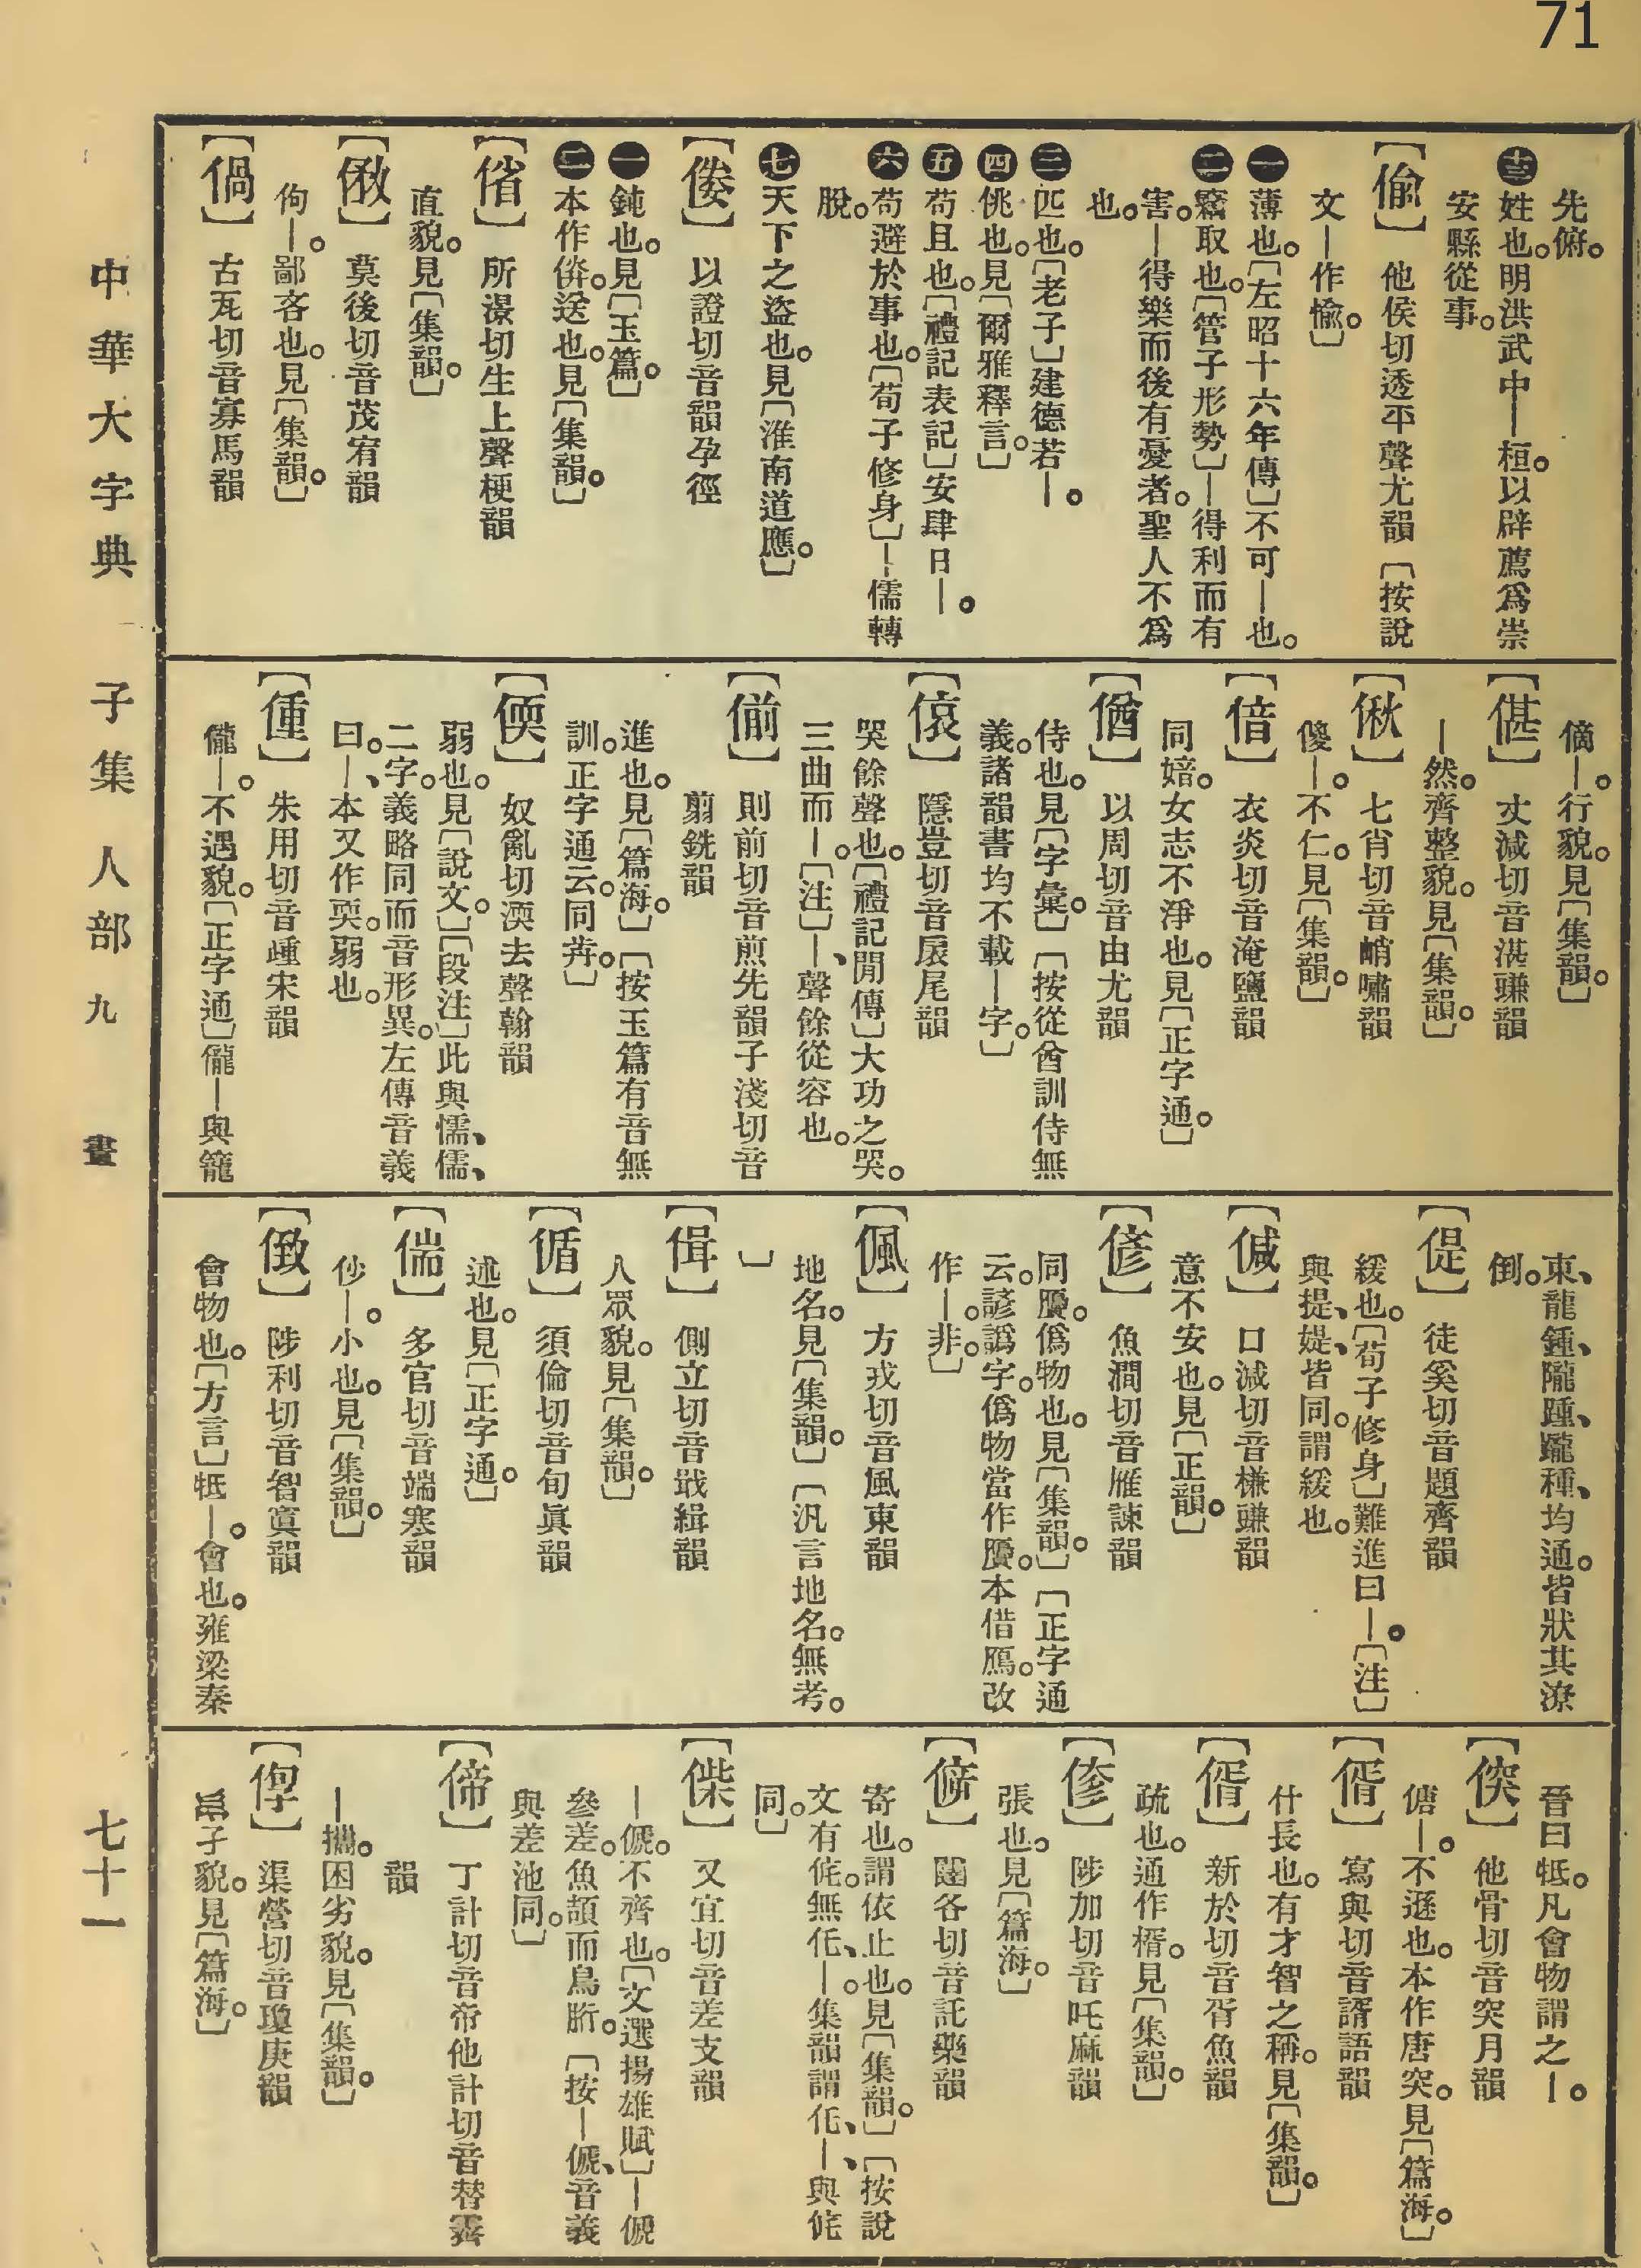 71
先俯。
十三姓也。明洪武中｜桓。以辟薦爲崇
安縣從事。
【偷】他侯切透平聲尤韻〔按說
文｜作愉。〕
一薄也。〔左昭十六年傳〕不可｜也。
二竊取也。〔管子形勢〕｜得利而有
害。｜得樂而後有憂者。聖人不爲
也。
三匹也。〔老子〕建德若｜。
四佻也。見〔爾雅釋言。〕
五苟且也。〔禮記表記〕安肆日｜。
六苟避於事也。〔荀子修身〕｜儒轉
脫。
七天下之盜也。見〔淮南道應。〕
以證切音韻孕徑
一鈍也。見〔玉篇。〕
二本作倴。送也。見〔集韻。〕
【偗】所㵐切生上聲梗韻
直貌。見〔集韻。〕
莫後切音茂宥韻
佝｜。鄙吝也。見〔集韻。〕
【㑻】古瓦切音寡馬韻
偊｜。行貌。見〔集韻。〕
【偡】丈減切音湛豏韻
｜然。齊整貌。見〔集韻。〕
【偢】七肖切音峭嘯韻
傻｜。不仁。見〔集韻。〕
【偣】衣炎切音淹鹽韻
同媕。女志不淨也。見〔正字通。〕
【偤】以周切音由尤韻
侍也。見〔字彙。〕〔按從酋訓侍無
義。諸韻書均不載｜字。〕
【偯】隱豈切音扆尾韻
哭餘聲也。〔禮記閒傳〕大功之哭。
三曲而｜。〔注〕｜、聲餘從容也。
【偂】則前切音煎先韻子淺切音
翦銑韻
進也。見〔篇海。〕〔按玉篇有音無
訓。正字通云。同歬。〕
【偄】奴亂切渜去聲翰韻
弱也。見〔說文。〕〔段注〕此與懦、儒、
二字。義略同而音形異。左傳音義
曰。｜、本又作耎。弱也。
【偅】朱用切音蹱宋韻
儱｜。不遇貌。〔正字通〕儱｜與籠
東、龍鍾、隴蹱、躘種、均通。皆狀其潦
倒。
【偍】徒奚切音題齊韻
緩也。〔荀子修身〕難進曰｜。〔注〕
與提、媞、皆同。謂緩也。
【㑘】口減切音槏豏韻
意不安也。見〔正韻。〕
【偐】魚澗切音雁諫韻
同贗。僞物也。見〔集韻。〕〔正字通
云。諺譌字。僞物當作贗。本借鴈。改
作｜。非。〕
【偑】方戎切音風東韻
地名。見〔集韻。〕〔汎言地名。無考。
〕
【偮】側立切音戢緝韻
人眾貌。見〔集韻。〕
【偱】須倫切音旬眞韻
述也。見〔正字通。〕
【偳】多官切音端寒韻
仯｜。小也。見〔集韻。〕
【㨖】陟利切音智寘韻
會物也。〔方言〕抵｜。會也。雍梁秦
晉曰抵。凡會物謂之｜。
【㑽】他骨切音突月韻
傏｜。不遜也。本作唐突。見〔篇海。〕
【偦】寫與切音諝語韻
什長也。有才智之稱。見〔集韻。〕
【偦】新於切音胥魚韻
疏也。通作楈。見〔集韻。〕
【偧】陟加切音吒麻韻
張也。見〔篇海。〕
闥各切音託藥韻
寄也。謂依止也。見〔集韻。〕〔按說
文有侂。無仛、｜。集韻謂仛、｜、與侂
同。〕
【偨】又宜切音差支韻
｜傂。不齊也。〔文選揚雄賦〕｜傂
參差。魚頡而鳥䀪。〔按｜傂、音義
與差池同。〕
【偙】丁計切音帝他計切音替霽
韻
｜㒅。困劣貌。見〔集韻。〕
渠營切音瓊庚韻
孤子貌。見〔篇海。〕
中華大字典 子集 人部 九 畫 七十一